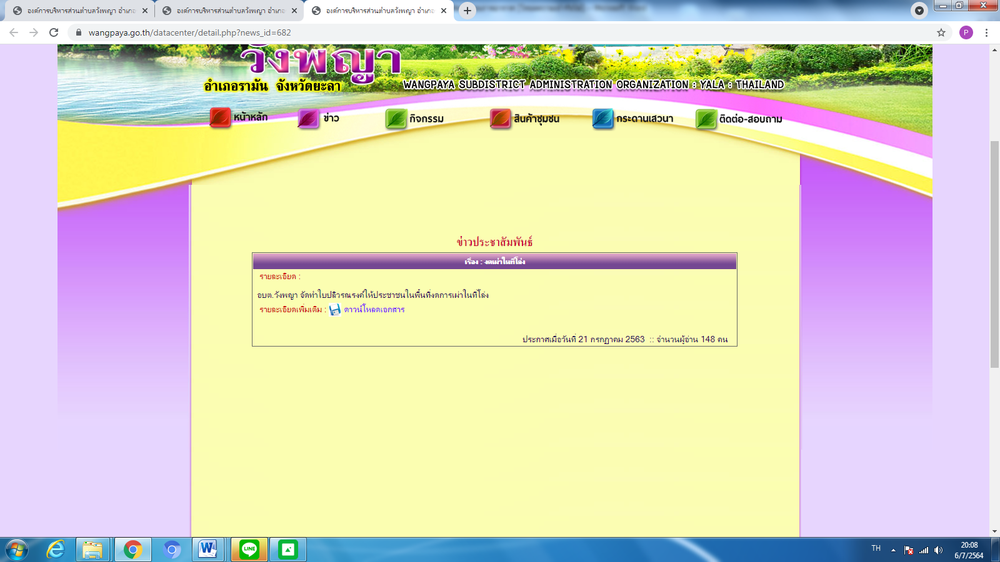 องค์การบริหารส่วนตำบลวังพญา อำเภอ
องค์การบริหารส่วนตำบลวังพญา อำเภอ
องค์การบริหารส่วนตำบลวังพญา อำเภอ
wangpaya.go.th/datacenter/detail.php?news_id=682
P
วังพญา
อำเภอรามัน จังหวัดยะลา
WANGPAYA SUBDISTRICT ADMINISTRATION ORGANIZATION : YALA : THAILAND
หน้าหลัก ข่าว กิจกรรม สินค้าชุมชน กระดานเสวนา ติดต่อ-สอบถาม
ข่าวประชาสัมพันธ์
เรื่อง : งดเผาในที่โล่ง
รายละเอียด :
อบต.วังพญา จัดทำใบปลิวรณรงค์ให้ประชาชนในพื้นที่งดการเผาในที่โล่ง
รายละเอียดเพิ่มเติม : ดาวน์โหลดเอกสาร
ประกาศเมื่อวันที่ 21 กรกฏาคม 2563 :: จำนวนผู้อ่าน 148 คน
LINE
TH
20:08
6/7/2564